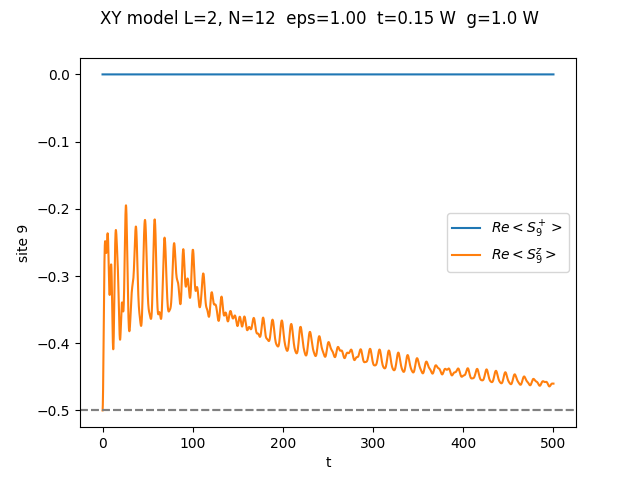 XY model L=2, N=12  eps=1.00  t=0.15 W  g=1.0 W
0.0
−0.1
−0.2
−0.3
−0.4
−0.5
site 9
Re < S₉⁺ >
Re < S₉ᶻ >
0
100
200
300
400
500
t